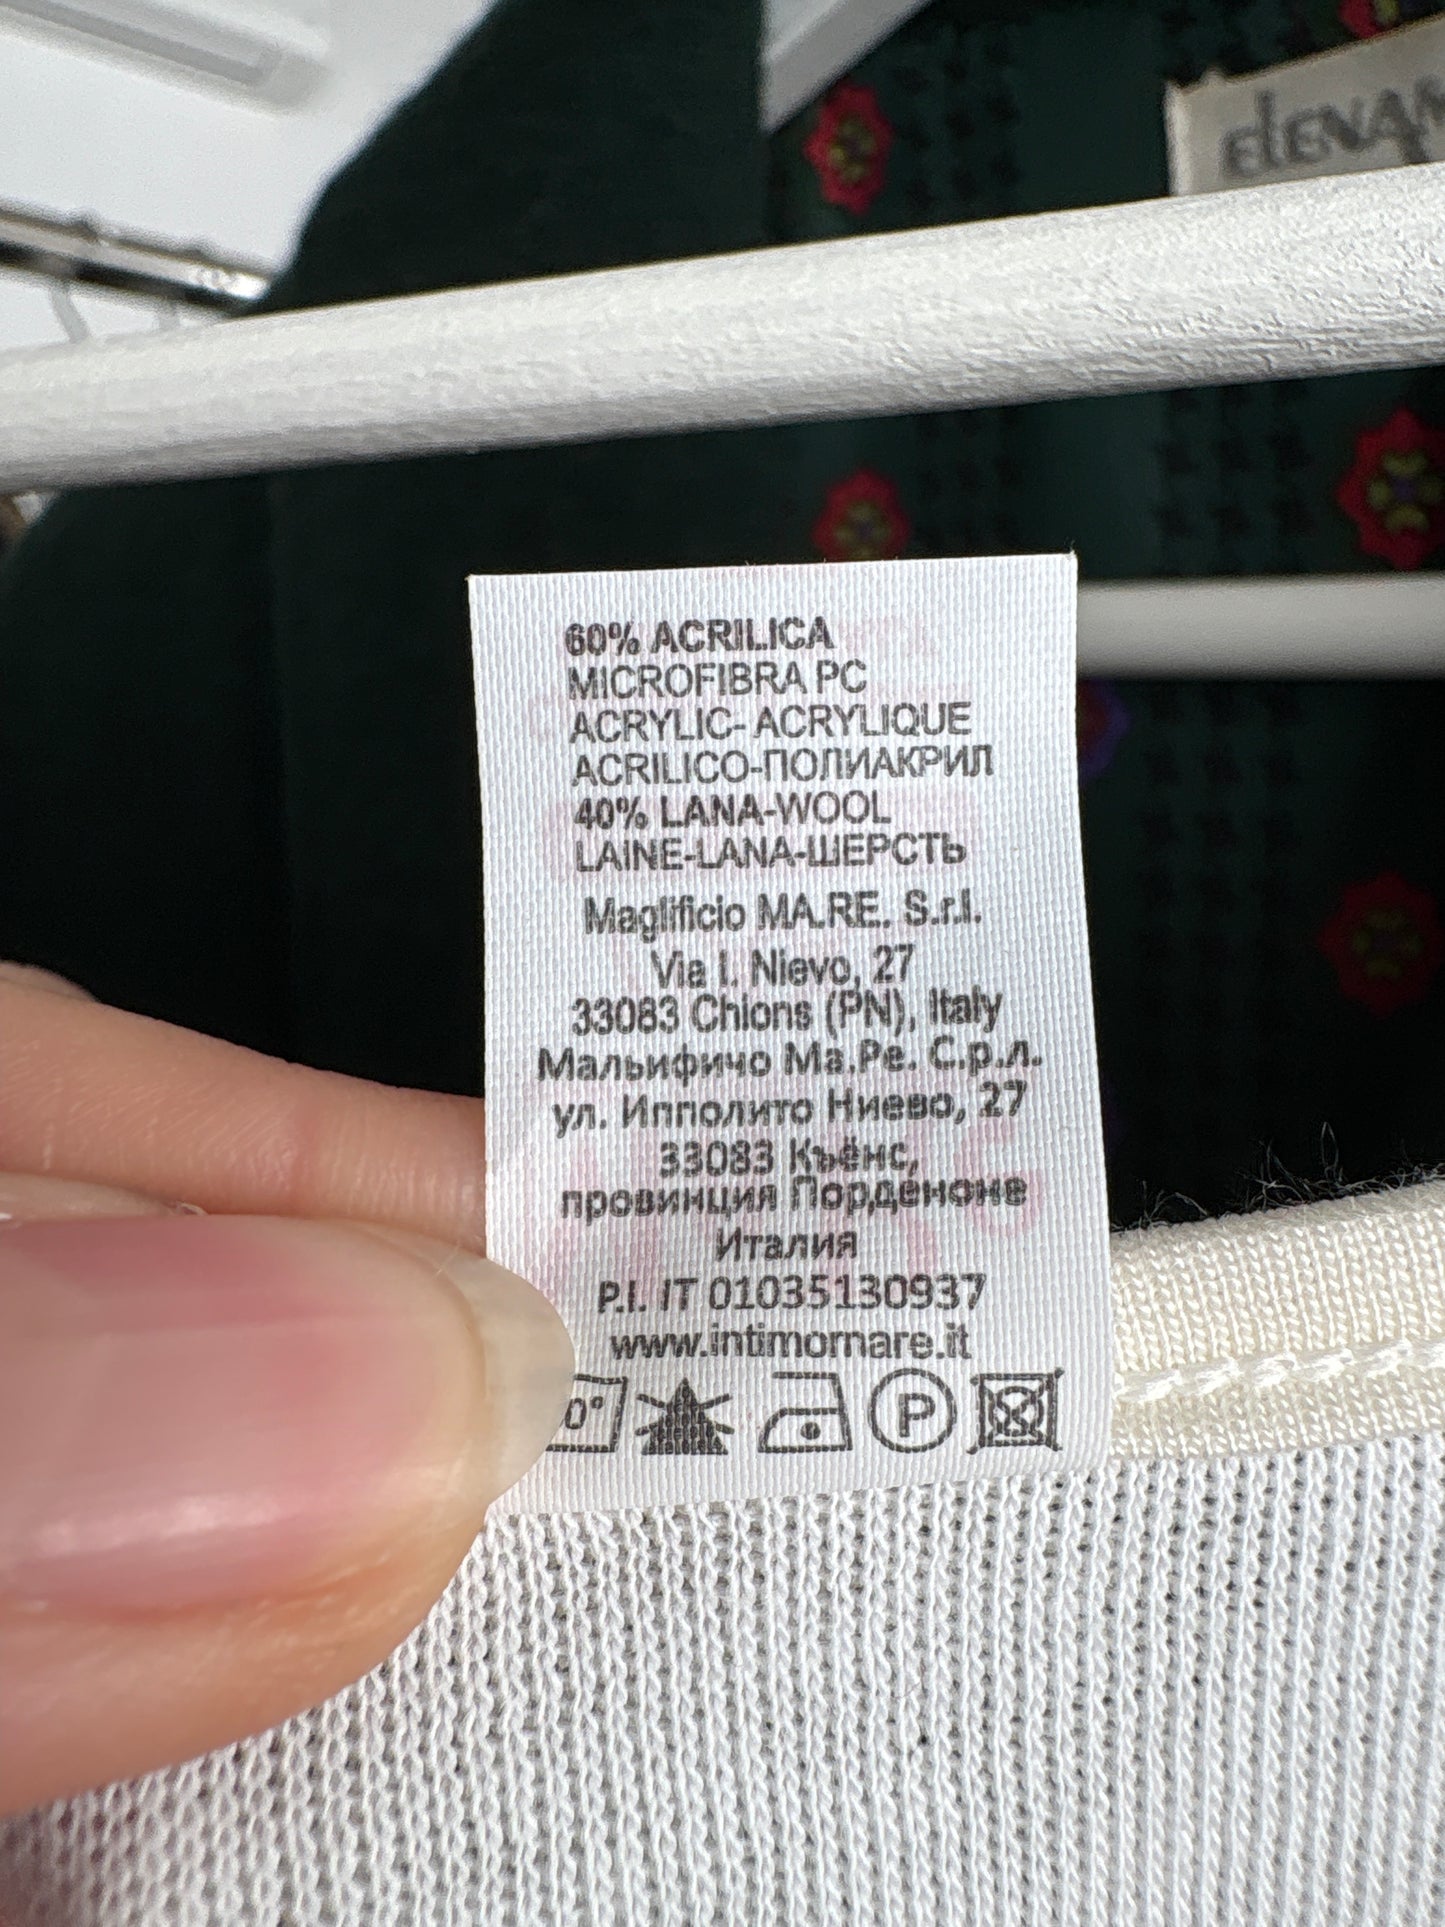 60% ACRILICA
MICROFIBRA PC
ACRYLIC- ACRYLIQUE
ACRILICO-ПОЛИАКРИЛ
40% LANA-WOOL
LAINE-LANA-ШЕРСТЬ
Maglificio MA.RE. S.r.l.
Via I. Nievo, 27
33083 Chions (PN), Italy
Мальифичо Ма.Ре. С.р.л.
ул. Ипполито Ниево, 27
33083 Къёнс,
провинция Порденоне
Италия
P.I. IT 01035130937
www.intimomare.it
0°
P